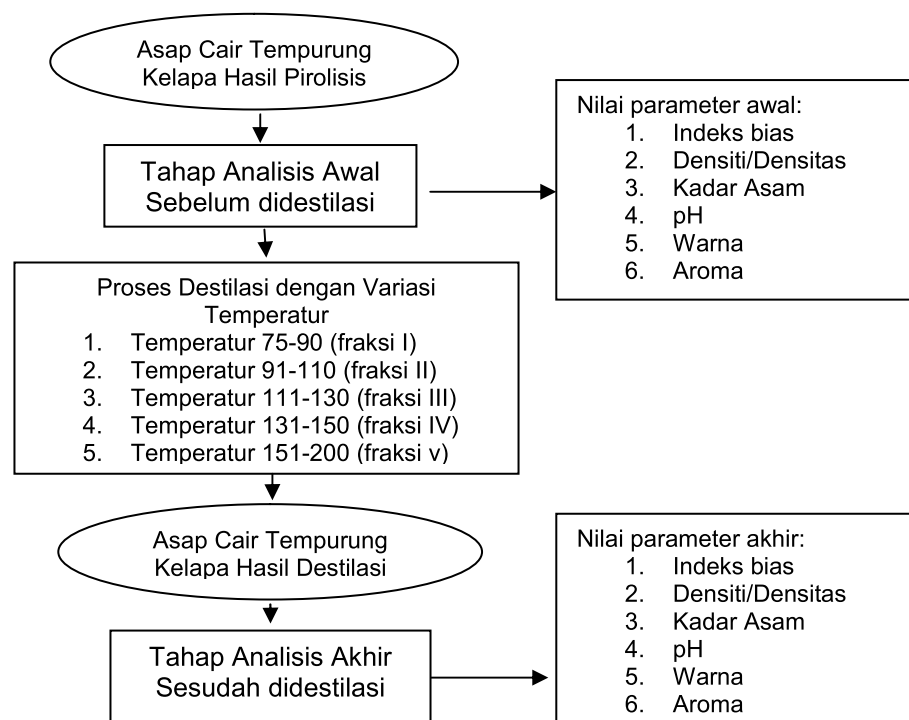 Asap Cair Tempurung
Kelapa Hasil Pirolisis
Tahap Analisis Awal
Sebelum didestilasi
Nilai parameter awal:
1. Indeks bias
2. Densiti/Densitas
3. Kadar Asam
4. pH
5. Warna
6. Aroma
Proses Destilasi dengan Variasi
Temperatur
1. Temperatur 75-90 (fraksi I)
2. Temperatur 91-110 (fraksi II)
3. Temperatur 111-130 (fraksi III)
4. Temperatur 131-150 (fraksi IV)
5. Temperatur 151-200 (fraksi v)
Asap Cair Tempurung
Kelapa Hasil Destilasi
Tahap Analisis Akhir
Sesudah didestilasi
Nilai parameter akhir:
1. Indeks bias
2. Densiti/Densitas
3. Kadar Asam
4. pH
5. Warna
6. Aroma